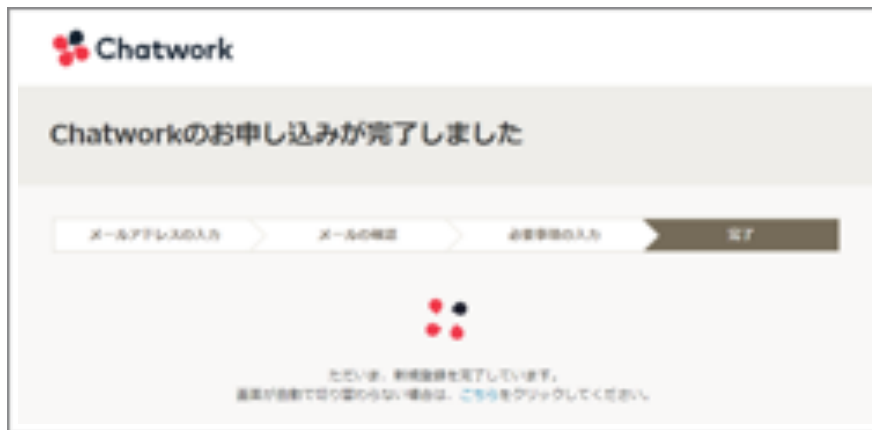 Chatwork
Chatworkのお申し込みが完了しました
メールアドレスの入力
メールの確認
必要事項の入力
完了
ただいま、新規登録を完了しています。
画面が自動で切り替わらない場合は、こちらをクリックしてください。